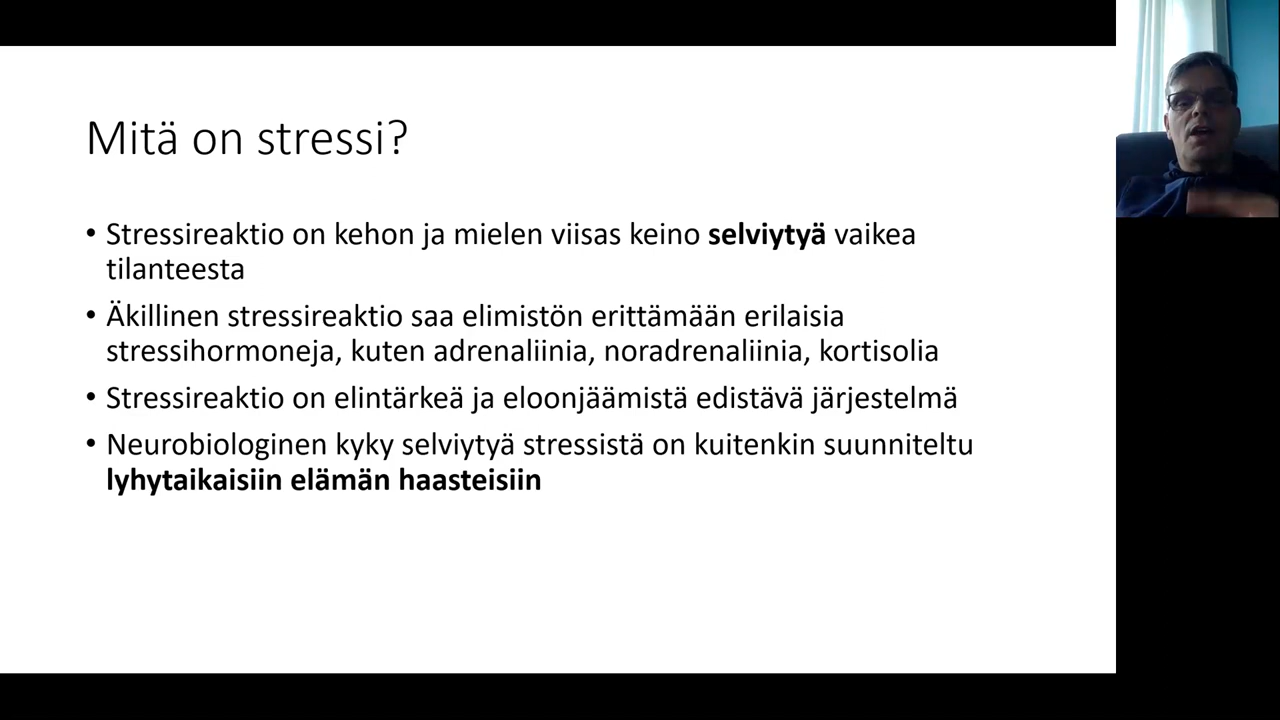 Mitä on stressi?
• Stressireaktio on kehon ja mielen viisas keino selviytyä vaikea
tilanteesta
• Äkillinen stressireaktio saa elimistön erittämään erilaisia
stressihormoneja, kuten adrenaliinia, noradrenaliinia, kortisolia
• Stressireaktio on elintärkeä ja eloonjäämistä edistävä järjestelmä
• Neurobiologinen kyky selviytyä stressistä on kuitenkin suunniteltu
lyhytaikaisiin elämän haasteisiin